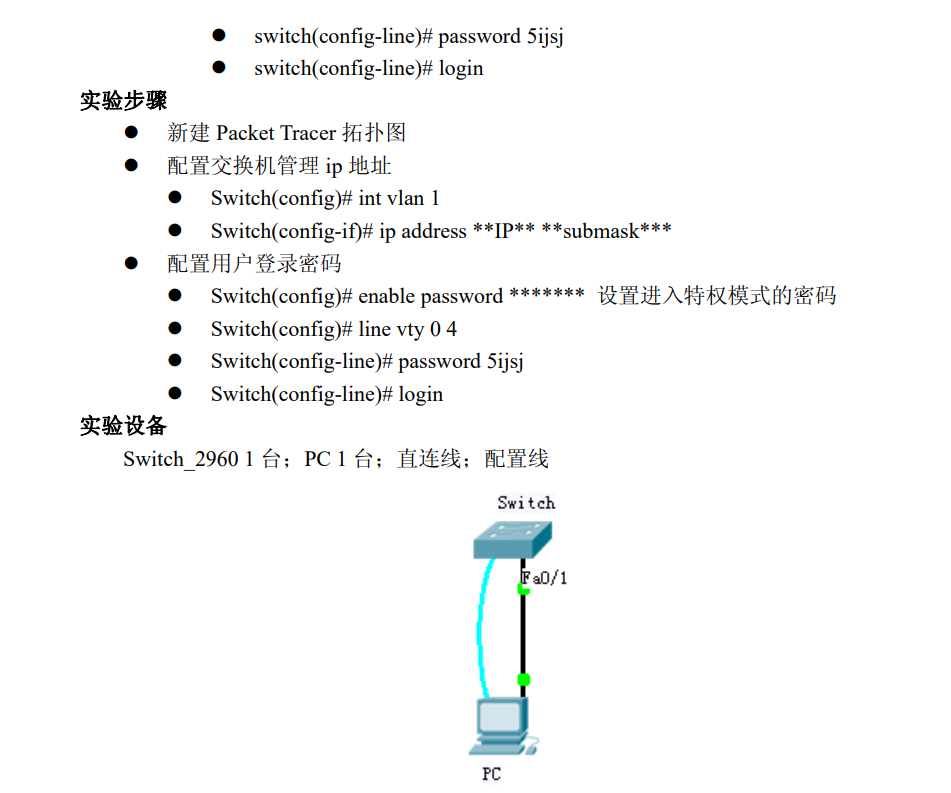 ● switch(config-line)# password 5ijsj
● switch(config-line)# login
实验步骤
● 新建 Packet Tracer 拓扑图
● 配置交换机管理 ip 地址
● Switch(config)# int vlan 1
● Switch(config-if)# ip address **IP** **submask***
● 配置用户登录密码
● Switch(config)# enable password ******* 设置进入特权模式的密码
● Switch(config)# line vty 0 4
● Switch(config-line)# password 5ijsj
● Switch(config-line)# login
实验设备
Switch_2960 1 台；PC 1 台；直连线；配置线
Switch
Fa0/1
PC